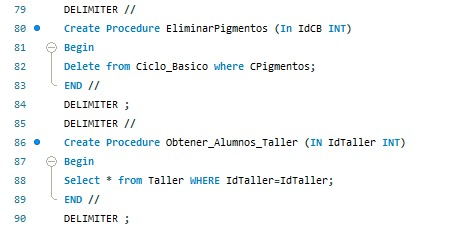 79 DELIMITER //
80 Create Procedure EliminarPigmentos (In IdCB INT)
81 Begin
82 Delete from Ciclo_Basico where CPigmentos;
83 END //
84 DELIMITER ;
85 DELIMITER //
86 Create Procedure Obtener_Alumnos_Taller (IN IdTaller INT)
87 Begin
88 Select * from Taller WHERE IdTaller=IdTaller;
89 END //
90 DELIMITER ;